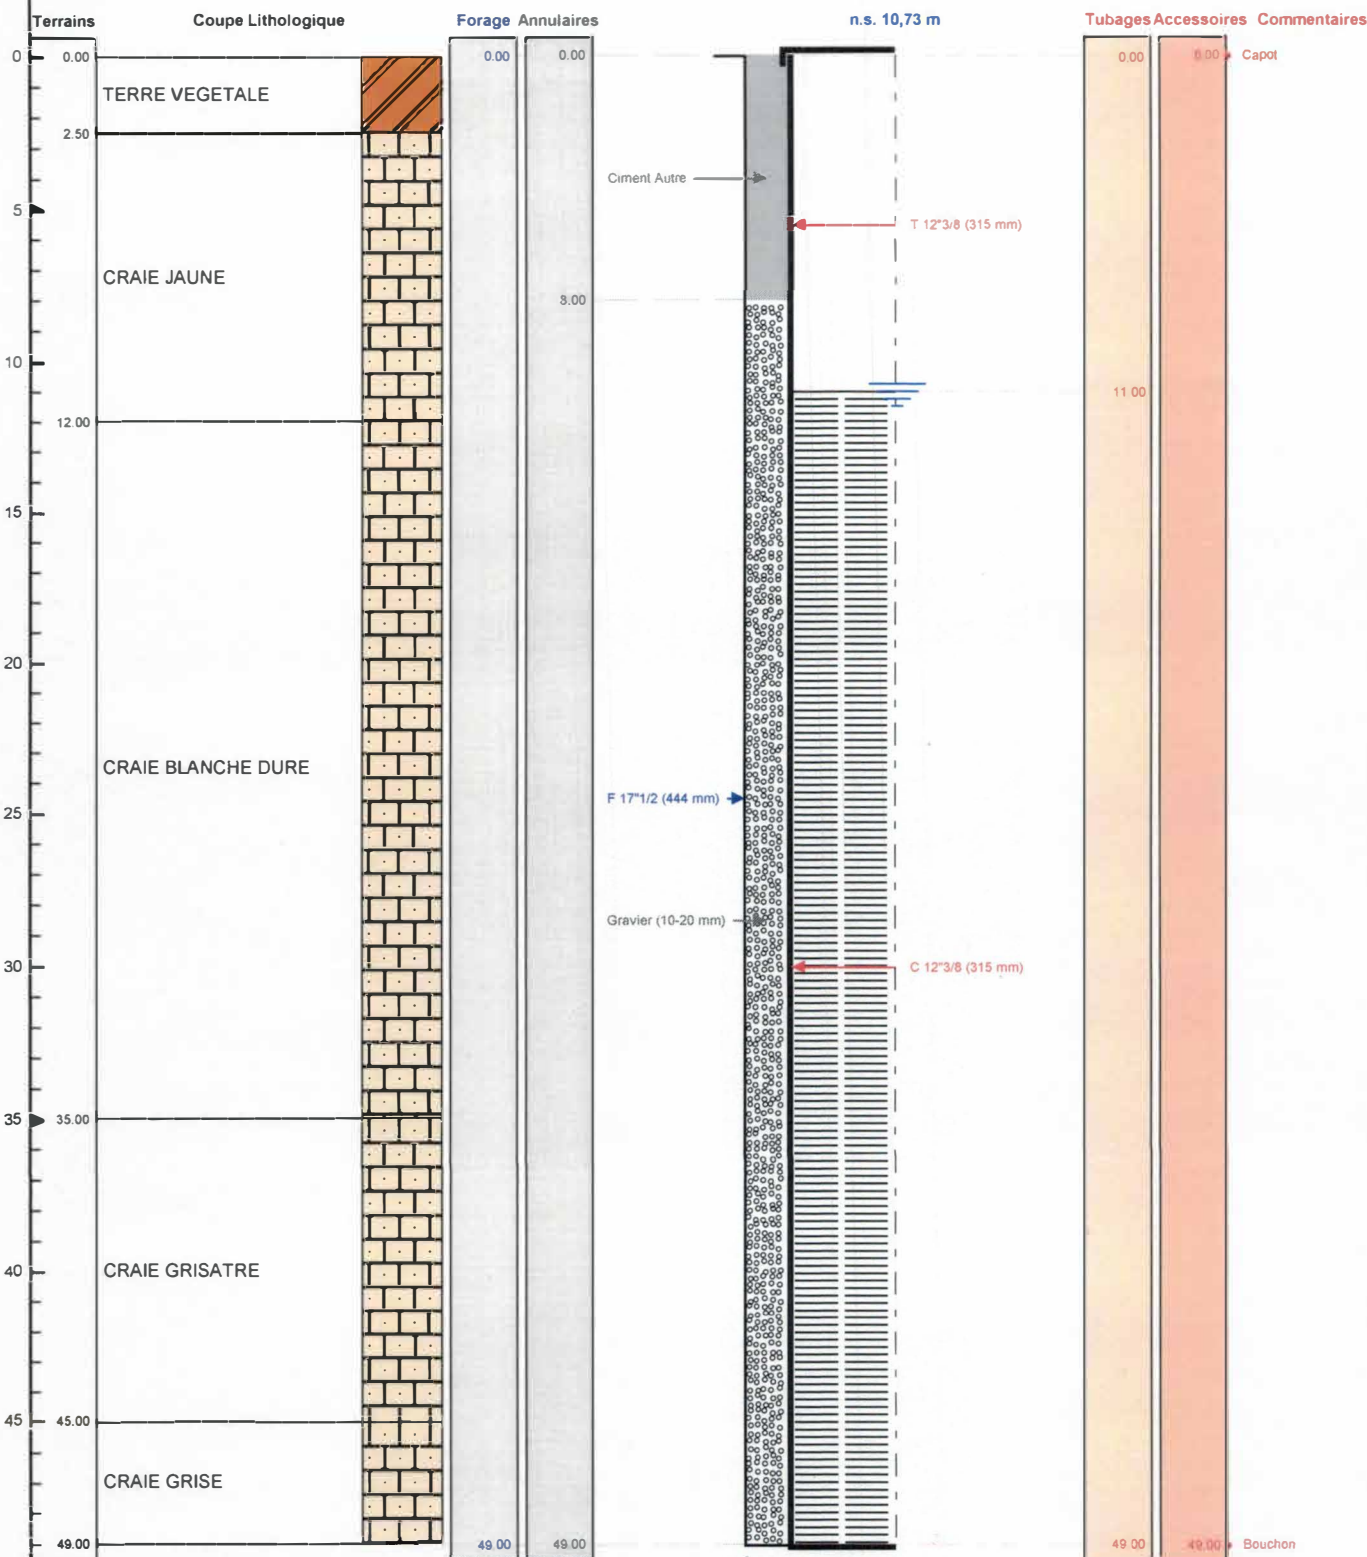 Terrains Coupe Lithologique Forage Annulaires n.s. 10,73 m Tubages Accessoires Commentaires
0 0.00 0.00 0.00 0.00 0.00 Capot
TERRE VEGETALE
2.50
Ciment Autre
5
T 12"3/8 (315 mm)
CRAIE JAUNE
8.00
10
11.00
12.00
15
20
CRAIE BLANCHE DURE
F 17"1/2 (444 mm)
25
Gravier (10-20 mm)
30
C 12"3/8 (315 mm)
35 35.00
40 CRAIE GRISATRE
45 45.00
CRAIE GRISE
49.00 49.00 49.00 49.00 49.00 Bouchon